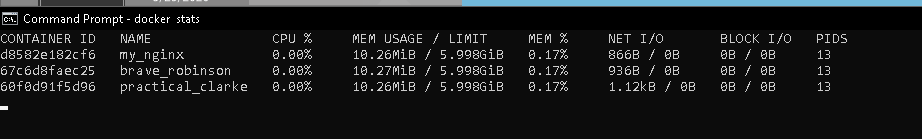 Command Prompt - docker stats
CONTAINER ID NAME CPU % MEM USAGE / LIMIT MEM % NET I/O BLOCK I/O PIDS
d8582e182cf6 my_nginx 0.00% 10.26MiB / 5.998GiB 0.17% 866B / 0B 0B / 0B 13
67c6d8faec25 brave_robinson 0.00% 10.27MiB / 5.998GiB 0.17% 936B / 0B 0B / 0B 13
60f0d91f5d96 practical_clarke 0.00% 10.26MiB / 5.998GiB 0.17% 1.12kB / 0B 0B / 0B 13